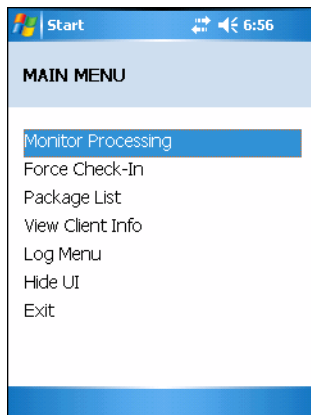 Start 6:56
MAIN MENU
Monitor Processing
Force Check-In
Package List
View Client Info
Log Menu
Hide UI
Exit